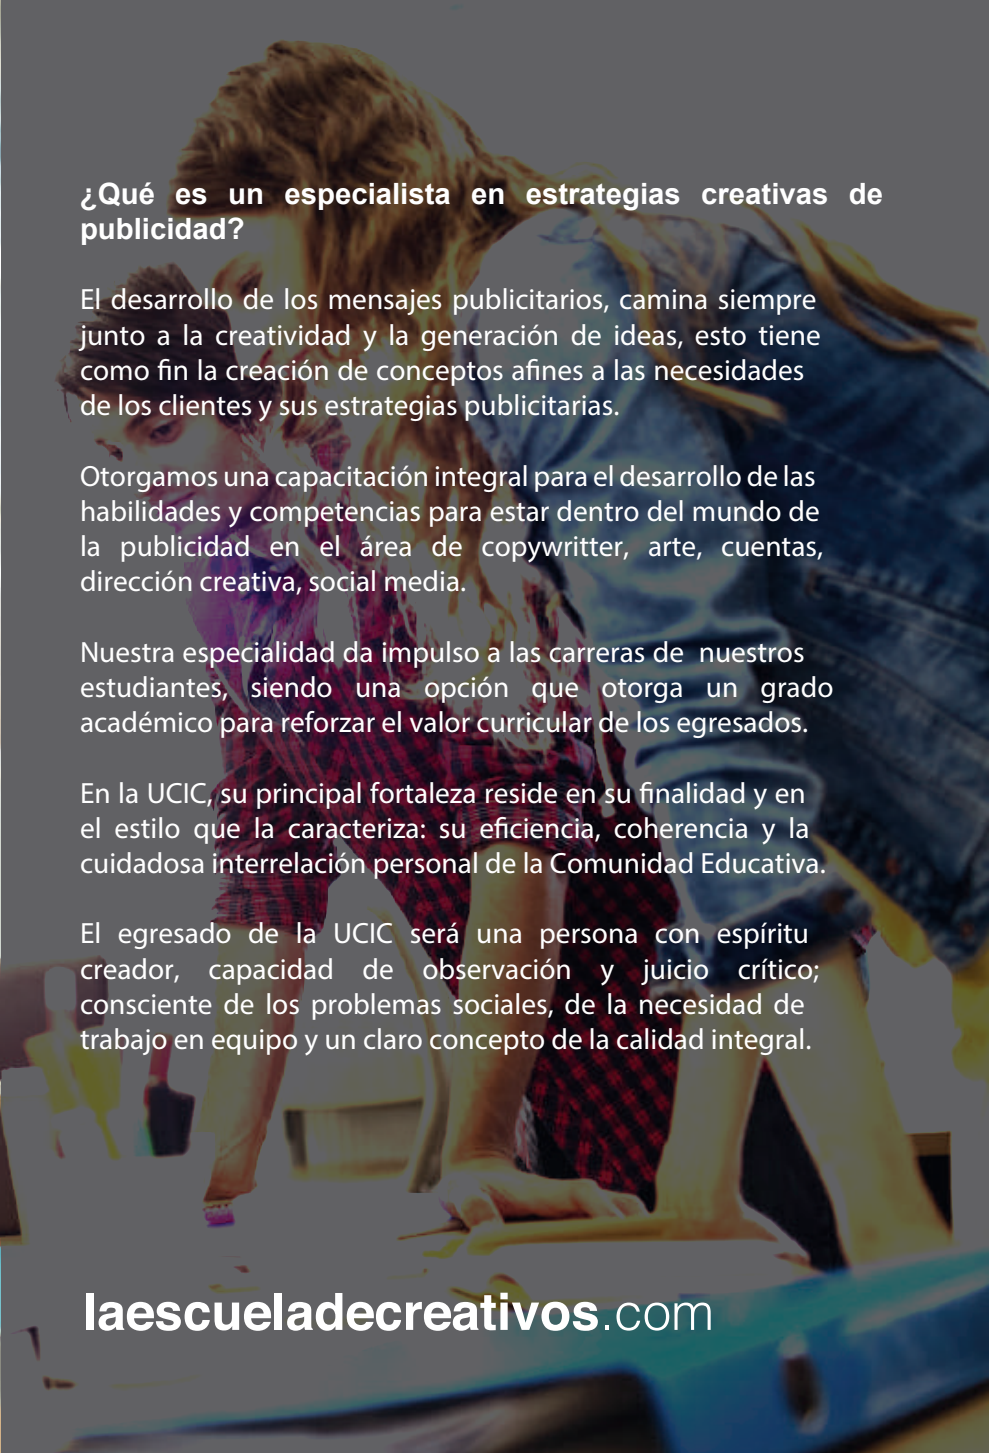 ¿Qué es un especialista en estrategias creativas de
publicidad?
El desarrollo de los mensajes publicitarios, camina siempre
junto a la creatividad y la generación de ideas, esto tiene
como fin la creación de conceptos afines a las necesidades
de los clientes y sus estrategias publicitarias.
Otorgamos una capacitación integral para el desarrollo de las
habilidades y competencias para estar dentro del mundo de
la publicidad en el área de copywritter, arte, cuentas,
dirección creativa, social media.
Nuestra especialidad da impulso a las carreras de nuestros
estudiantes, siendo una opción que otorga un grado
académico para reforzar el valor curricular de los egresados.
En la UCIC, su principal fortaleza reside en su finalidad y en
el estilo que la caracteriza: su eficiencia, coherencia y la
cuidadosa interrelación personal de la Comunidad Educativa.
El egresado de la UCIC será una persona con espíritu
creador, capacidad de observación y juicio crítico;
consciente de los problemas sociales, de la necesidad de
trabajo en equipo y un claro concepto de la calidad integral.
laescueladecreativos.com